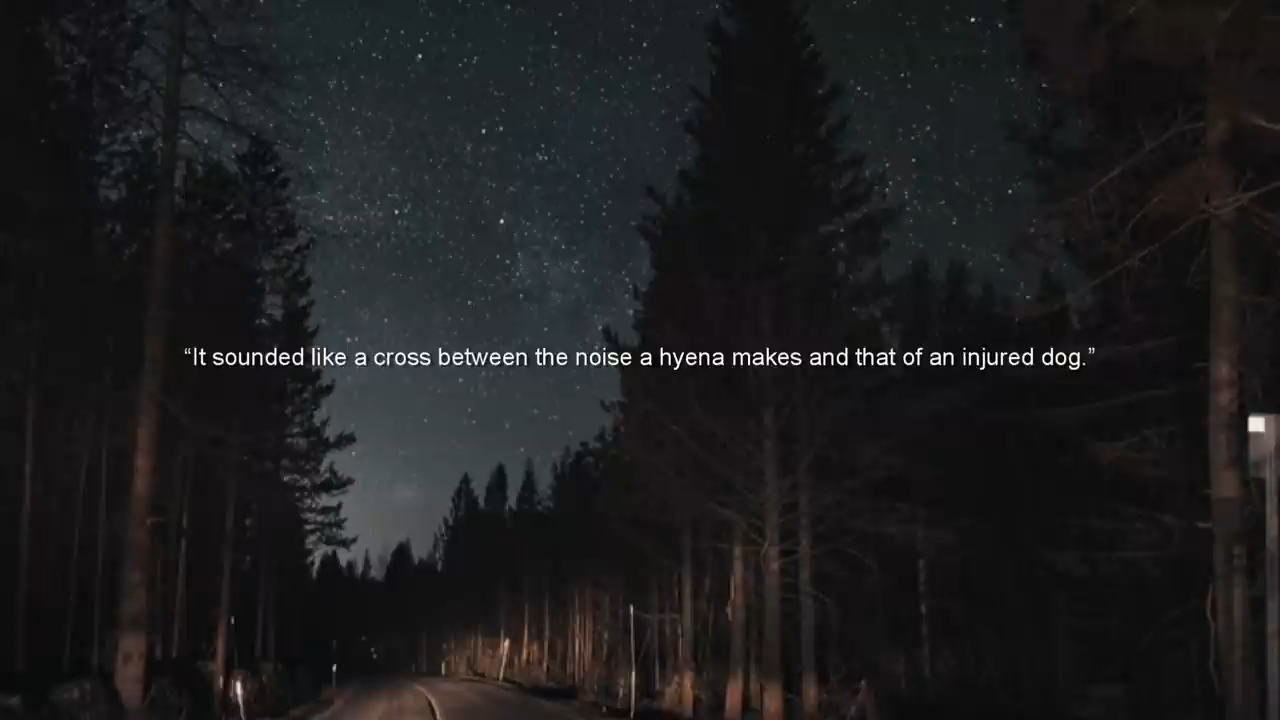 “It sounded like a cross between the noise a hyena makes and that of an injured dog.”